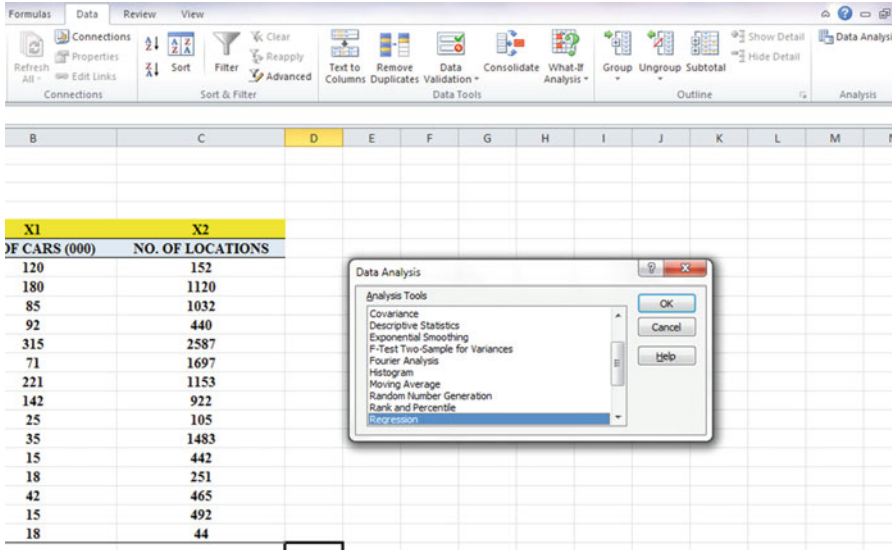 Formulas Data Review View
Connections Clear Show Detail Data Analysi
Properties Reapply Hide Detail
Refresh All Edit Links Sort Filter Advanced Text to Columns Remove Duplicates Data Validation Consolidate What-If Analysis Group Ungroup Subtotal
Connections Sort & Filter Data Tools Outline Analysis
B C D E F G H I J K L M
X1 X2
OF CARS (000) NO. OF LOCATIONS
120 152
180 1120
85 1032
92 440
315 2587
71 1697
221 1153
142 922
25 105
35 1483
15 442
18 251
42 465
15 492
18 44
Data Analysis
Analysis Tools
Covariance
Descriptive Statistics
Exponential Smoothing
F-Test Two-Sample for Variances
Fourier Analysis
Histogram
Moving Average
Random Number Generation
Rank and Percentile
Regression
OK
Cancel
Help